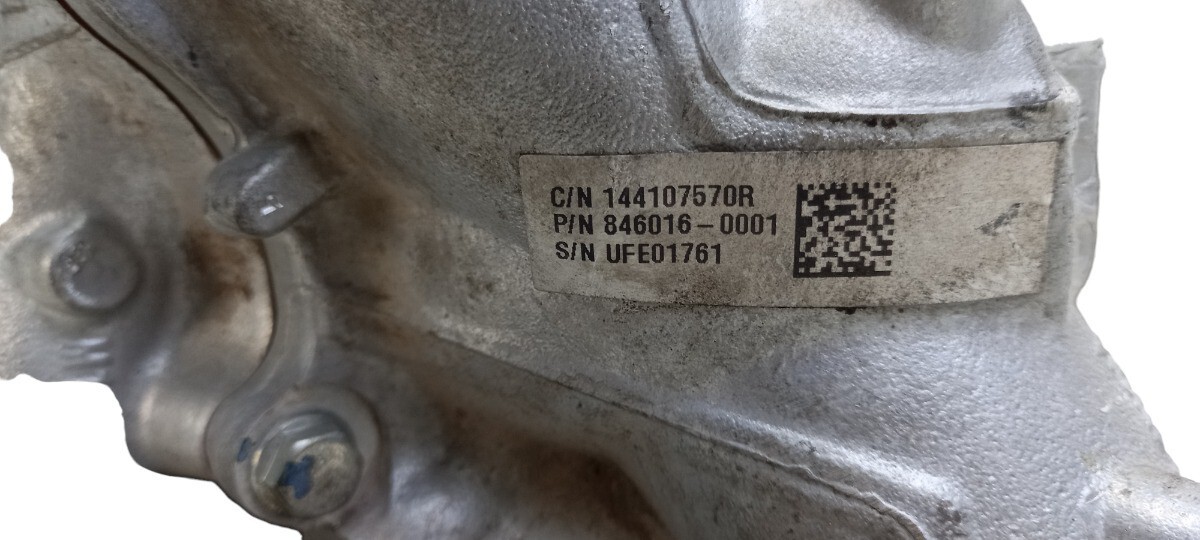 C/N 144107570R
P/N 846016-0001
S/N UFE01761